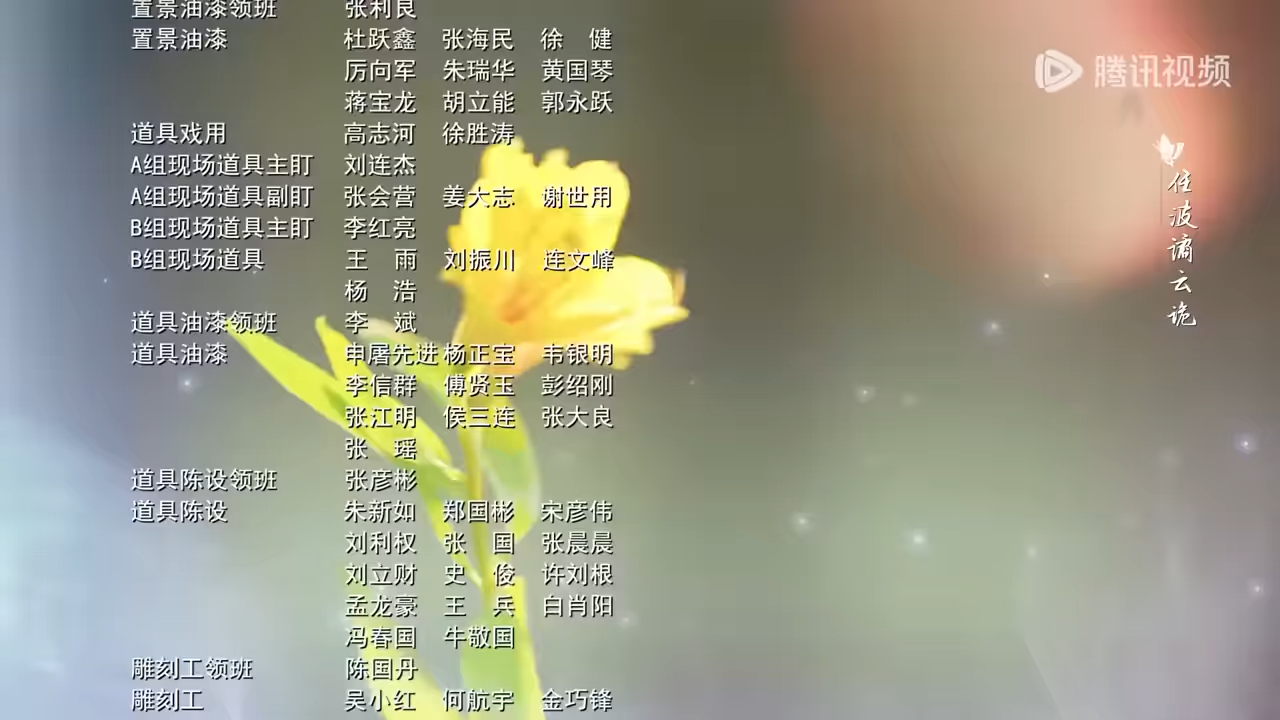 置景油漆领班 张利良
置景油漆 杜跃鑫 张海民 徐 健
厉向军 朱瑞华 黄国琴
蒋宝龙 胡立能 郭永跃
道具戏用 高志河 徐胜涛
A组现场道具主盯 刘连杰
A组现场道具副盯 张会营 姜大志 谢世用
B组现场道具主盯 李红亮
B组现场道具 王 雨 刘振川 连文峰
杨 浩
道具油漆领班 李 斌
道具油漆 申屠先进 杨正宝 韦银明
李信群 傅贤玉 彭绍刚
张江明 侯三连 张大良
张 瑶
道具陈设领班 张彦彬
道具陈设 朱新如 郑国彬 宋彦伟
刘利权 张 国 张晨晨
刘立财 史 俊 许刘根
孟龙豪 王 兵 白肖阳
冯春国 牛敬国
雕刻工领班 陈国丹
雕刻工 吴小红 何航宇 金巧锋
腾讯视频
任波谲云诡